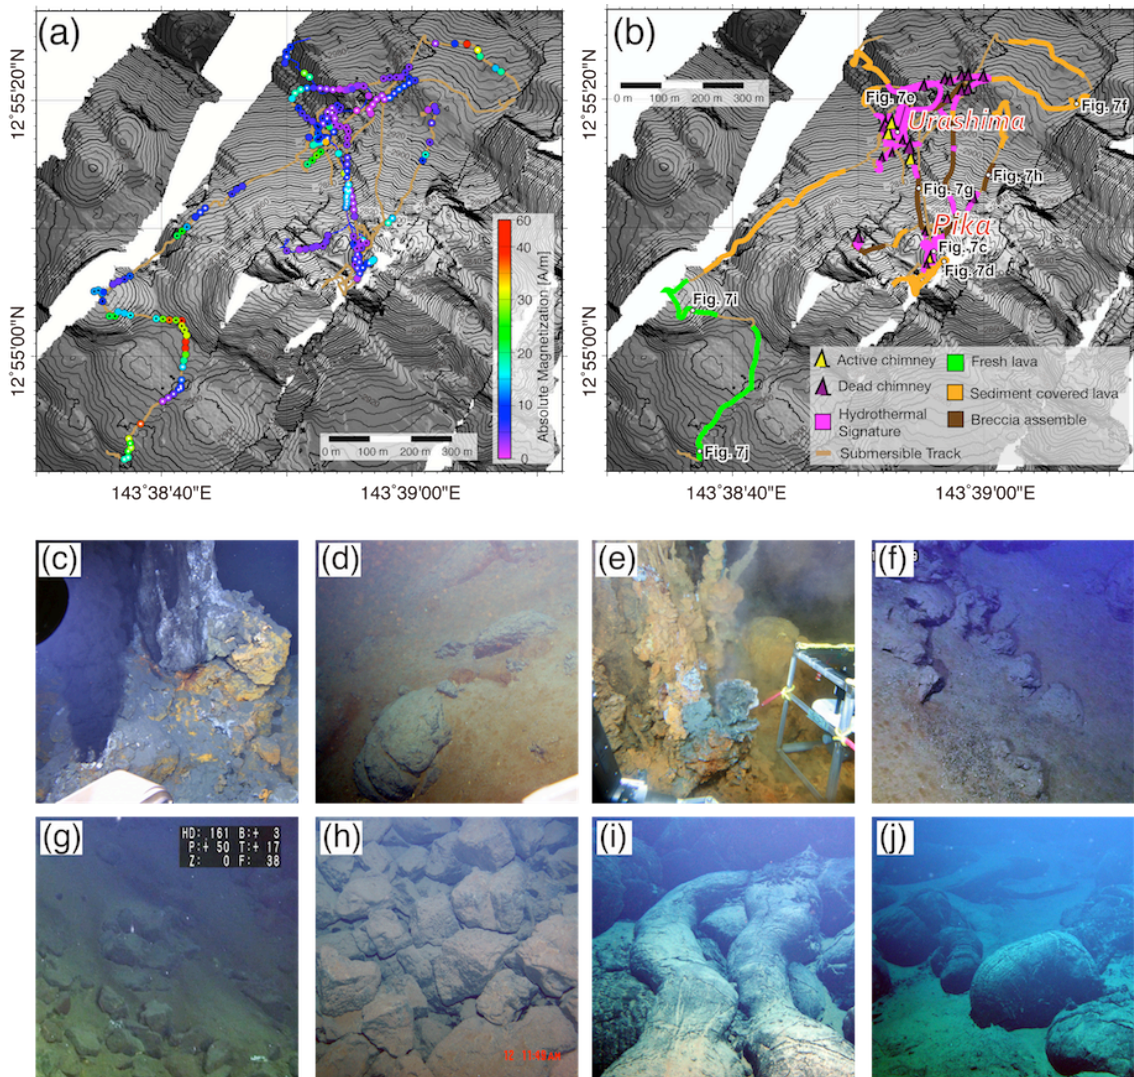 (a)
12˚55'20"N
12˚55'00"N
143˚38'40"E
143˚39'00"E
0 m 100 m 200 m 300 m
Absolute Magnetization [A/m]
60
40
30
20
10
0
(b)
0 m 100 m 200 m 300 m
12˚55'20"N
12˚55'00"N
143˚38'40"E
143˚39'00"E
Fig. 7e
Fig. 7f
Urashima
Fig. 7h
Fig. 7g
Pika
Fig. 7c
Fig. 7d
Fig. 7i
Fig. 7j
Active chimney
Dead chimney
Hydrothermal
Signature
Submersible Track
Fresh lava
Sediment covered lava
Breccia assemble
(c)
(d)
(e)
(f)
(g)
HD: 161 B:+ 3
P:+ 50 T:+ 17
Z: 0 F: 38
(h)
(i)
(j)